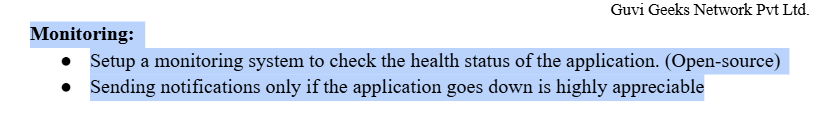 Guvi Geeks Network Pvt Ltd.
Monitoring:
● Setup a monitoring system to check the health status of the application. (Open-source)
● Sending notifications only if the application goes down is highly appreciable